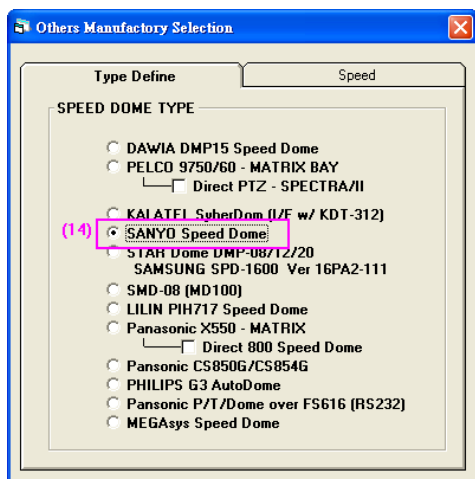 Others Manufactory Selection
Type Define
Speed
SPEED DOME TYPE
DAWIA DMP15 Speed Dome
PELCO 9750/60 - MATRIX BAY
Direct PTZ - SPECTRA/II
KALATEL SyberDom (I/F w/ KDT-312)
(14) SANYO Speed Dome
STAR Dome DMP-08/12/20
SAMSUNG SPD-1600 Ver 16PA2-111
SMD-08 (MD100)
LILIN PIH717 Speed Dome
Panasonic X550 - MATRIX
Direct 800 Speed Dome
Pansonic CS850G/CS854G
PHILIPS G3 AutoDome
Pansonic P/T/Dome over FS616 (RS232)
MEGAsys Speed Dome